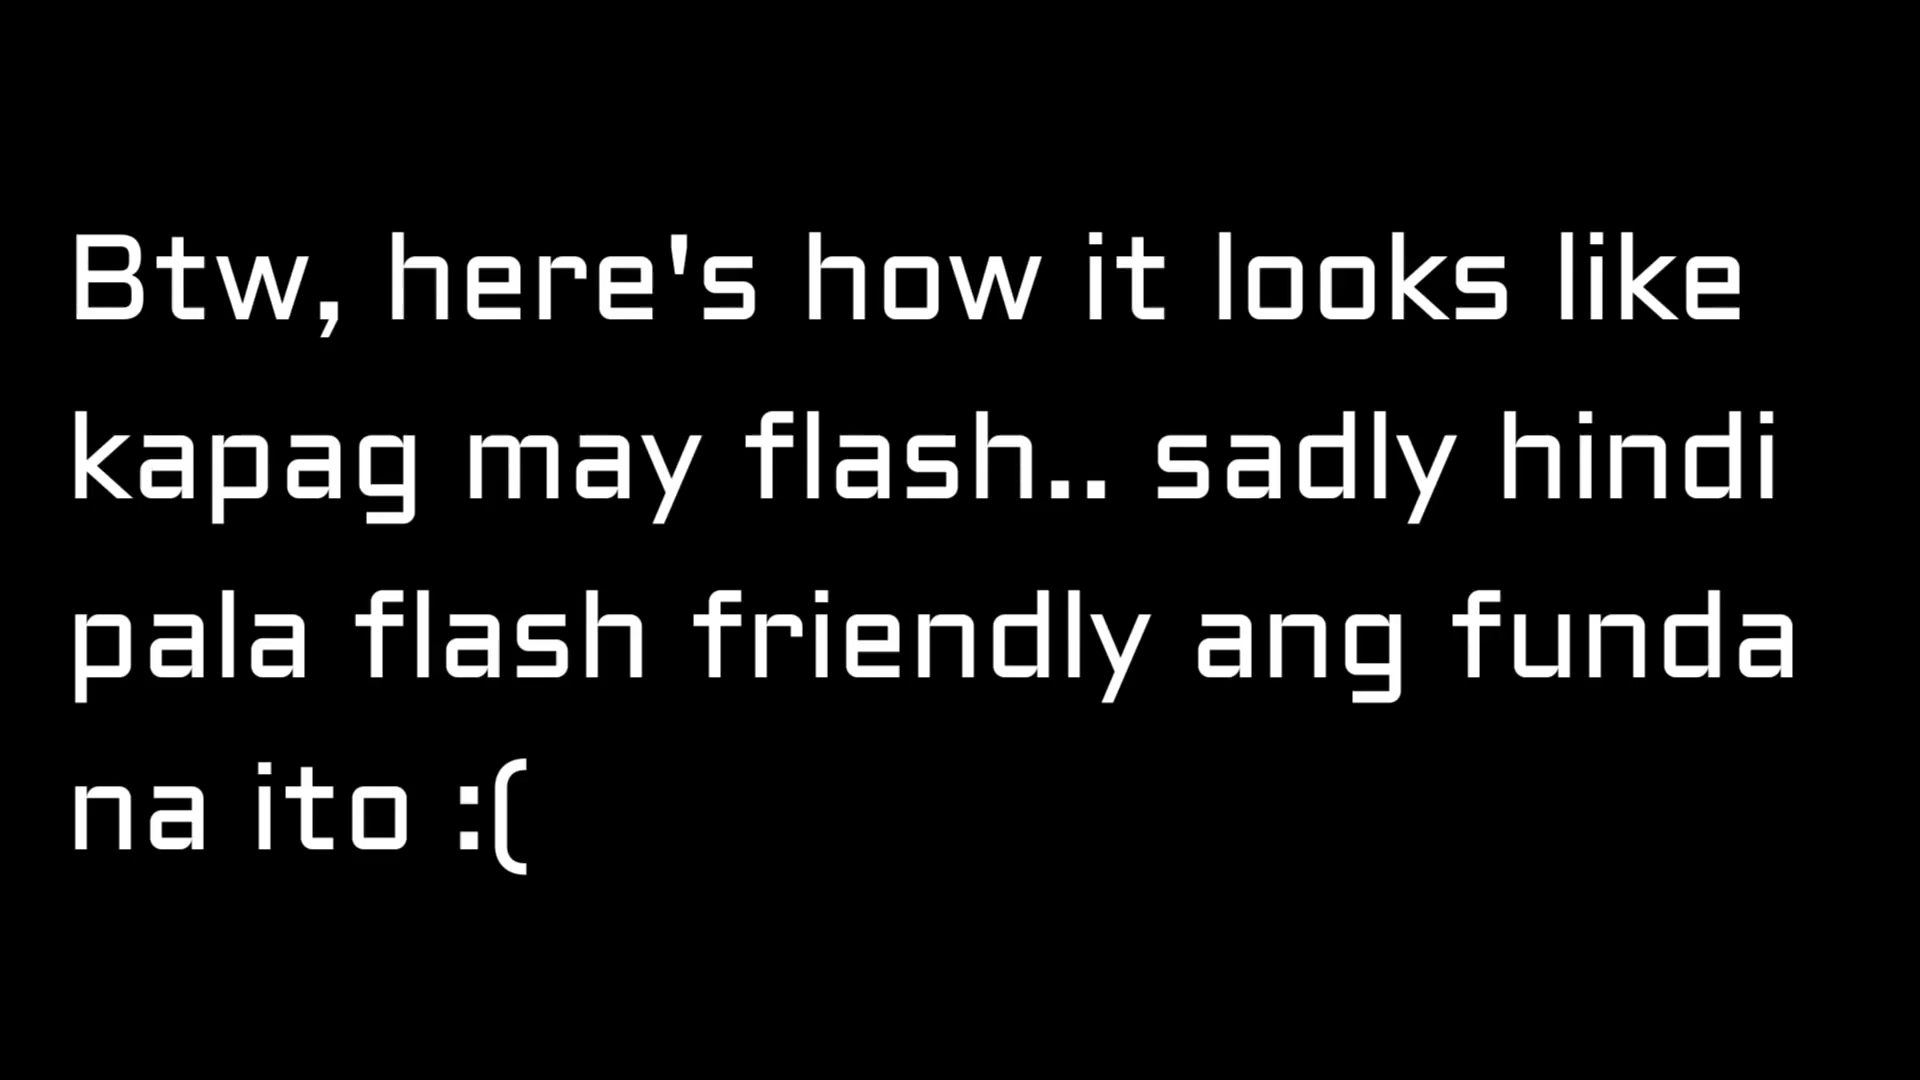 Btw, here's how it looks like
kapag may flash.. sadly hindi
pala flash friendly ang funda
na ito :(